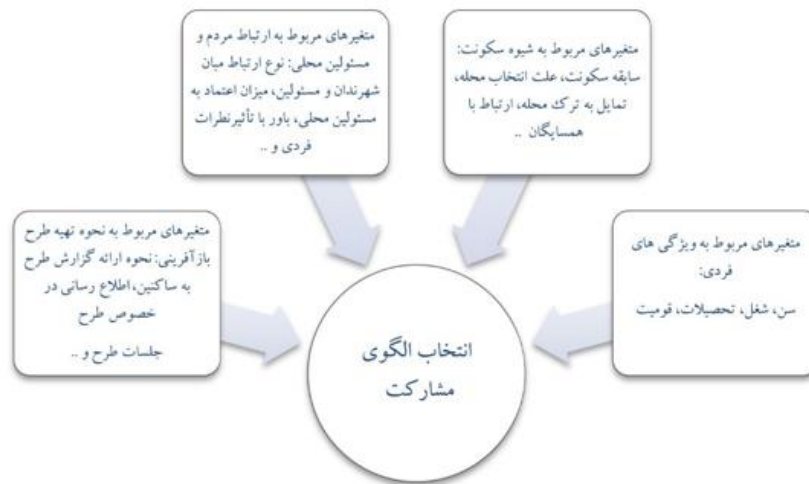 متغیرهای مربوط به شیوه سکونت:
سابقه سکونت، علت انتخاب محله،
تمایل به ترک محله، ارتباط با
همسایگان ..
متغیرهای مربوط به ارتباط مردم و
مسئولین محلی: نوع ارتباط میان
شهرندان و مسئولین، میزان اعتماد به
مسئولین محلی، باور با تأثیرنطرات
فردی و ..
متغیرهای مربوط به ویژگی های
فردی:
سن، شغل، تحصیلات، قومیت
متغیرهای مربوط به نحوه تهیه طرح
بازآفرینی: نحوه ارائه گزارش طرح
به ساکنین، اطلاع رسانی در
خصوص طرح
جلسات طرح و ..
انتخاب الگوی
مشارکت